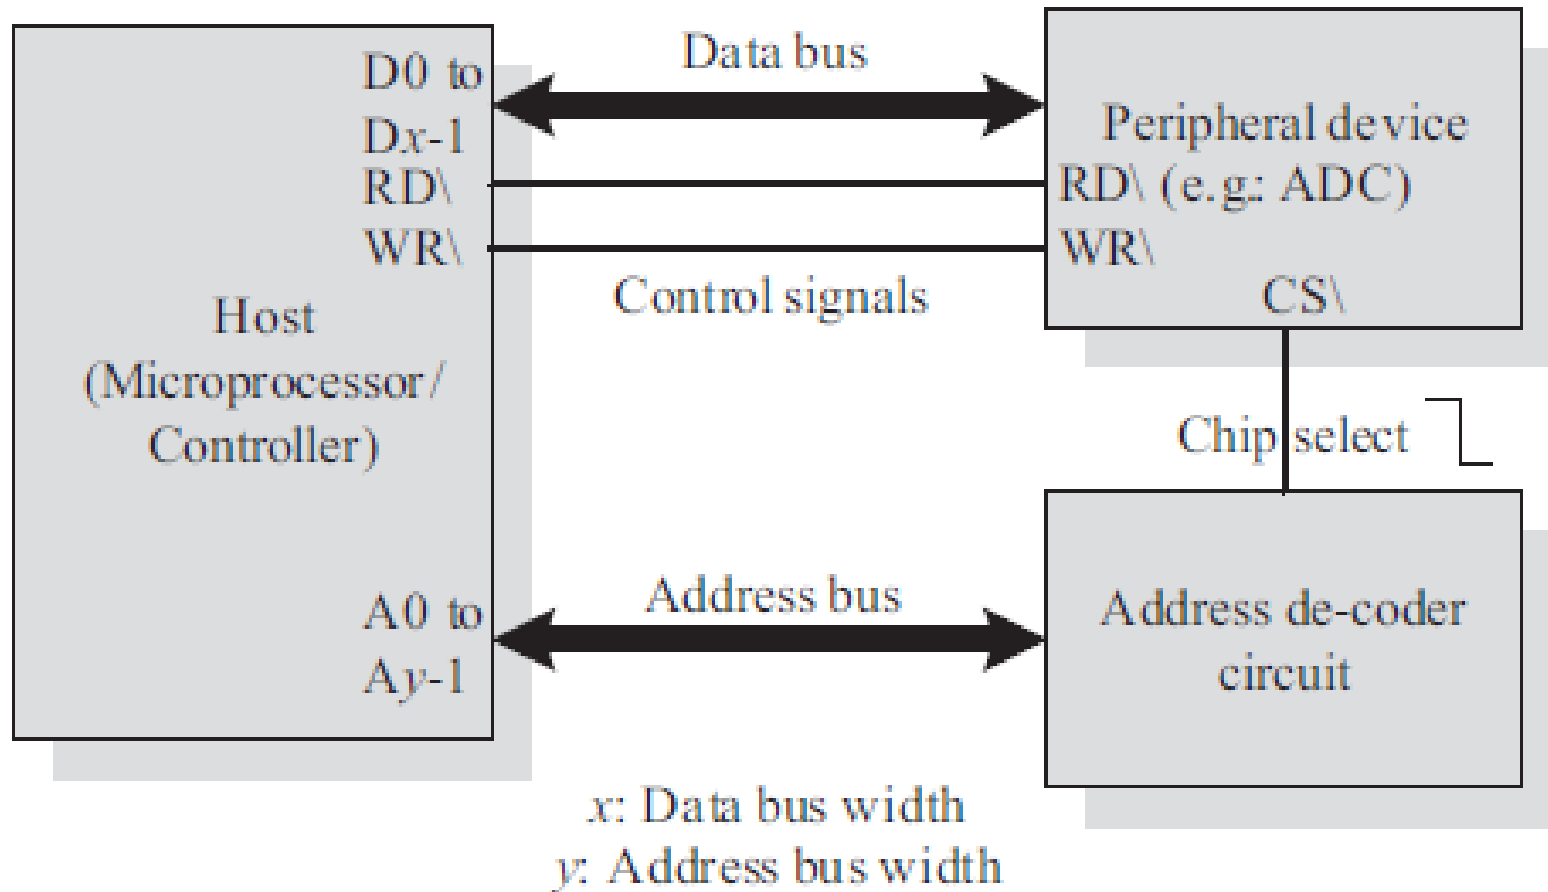 D0 to
Dx-1
RD\
WR\
Host
(Microprocessor/
Controller)
A0 to
Ay-1
Data bus
Control signals
Address bus
Peripheral device
RD\ (e.g.: ADC)
WR\
CS\
Chip select
Address de-coder
circuit
x: Data bus width
y: Address bus width